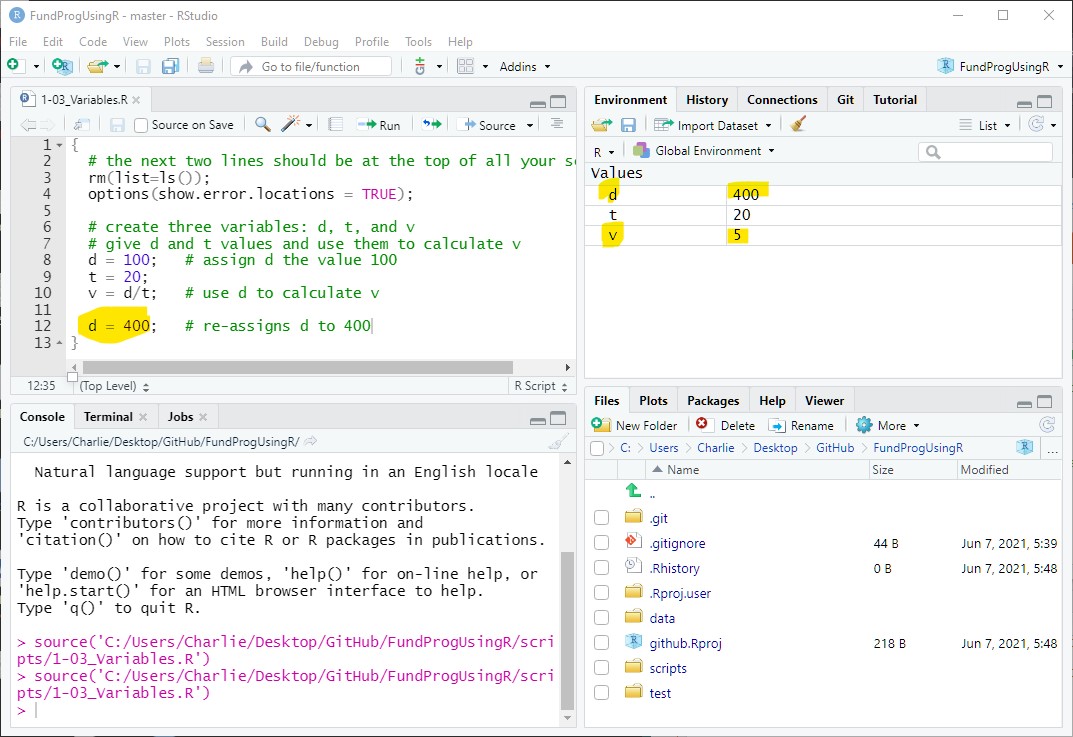 FundProgUsingR - master - RStudio
File Edit Code View Plots Session Build Debug Profile Tools Help
Go to file/function Addins FundProgUsingR
1-03_Variables.R
Source on Save Run Source
1 {
2 # the next two lines should be at the top of all your s
3 rm(list=ls());
4 options(show.error.locations = TRUE);
5
6 # create three variables: d, t, and v
7 # give d and t values and use them to calculate v
8 d = 100; # assign d the value 100
9 t = 20;
10 v = d/t; # use d to calculate v
11
12 d = 400; # re-assigns d to 400
13 }
12:35 (Top Level) R Script
Console Terminal Jobs
C:/Users/Charlie/Desktop/GitHub/FundProgUsingR/
Natural language support but running in an English locale
R is a collaborative project with many contributors.
Type 'contributors()' for more information and
'citation()' on how to cite R or R packages in publications.
Type 'demo()' for some demos, 'help()' for on-line help, or
'help.start()' for an HTML browser interface to help.
Type 'q()' to quit R.
> source('C:/Users/Charlie/Desktop/GitHub/FundProgUsingR/scri
pts/1-03_Variables.R')
> source('C:/Users/Charlie/Desktop/GitHub/FundProgUsingR/scri
pts/1-03_Variables.R')
>
Environment History Connections Git Tutorial
Import Dataset List
R Global Environment
Values
d 400
t 20
v 5
Files Plots Packages Help Viewer
New Folder Delete Rename More
C: Users Charlie Desktop GitHub FundProgUsingR ...
Name Size Modified
..
.git
.gitignore 44 B Jun 7, 2021, 5:39
.Rhistory 0 B Jun 7, 2021, 5:48
.Rproj.user
data
github.Rproj 218 B Jun 7, 2021, 5:48
scripts
test